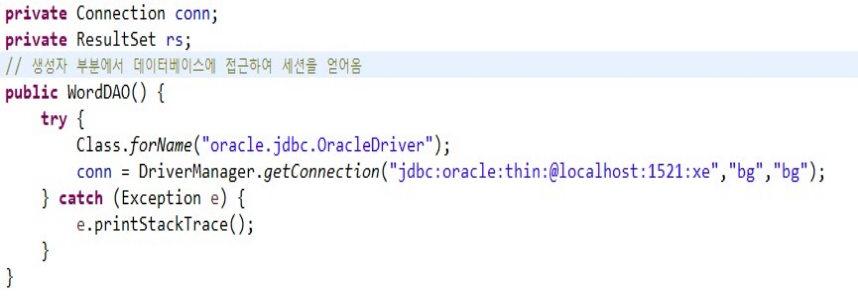 private Connection conn;
private ResultSet rs;
// 생성자 부분에서 데이터베이스에 접근하여 세션을 얻어옴
public WordDAO() {
    try {
        Class.forName("oracle.jdbc.OracleDriver");
        conn = DriverManager.getConnection("jdbc:oracle:thin:@localhost:1521:xe","bg","bg");
    } catch (Exception e) {
        e.printStackTrace();
    }
}